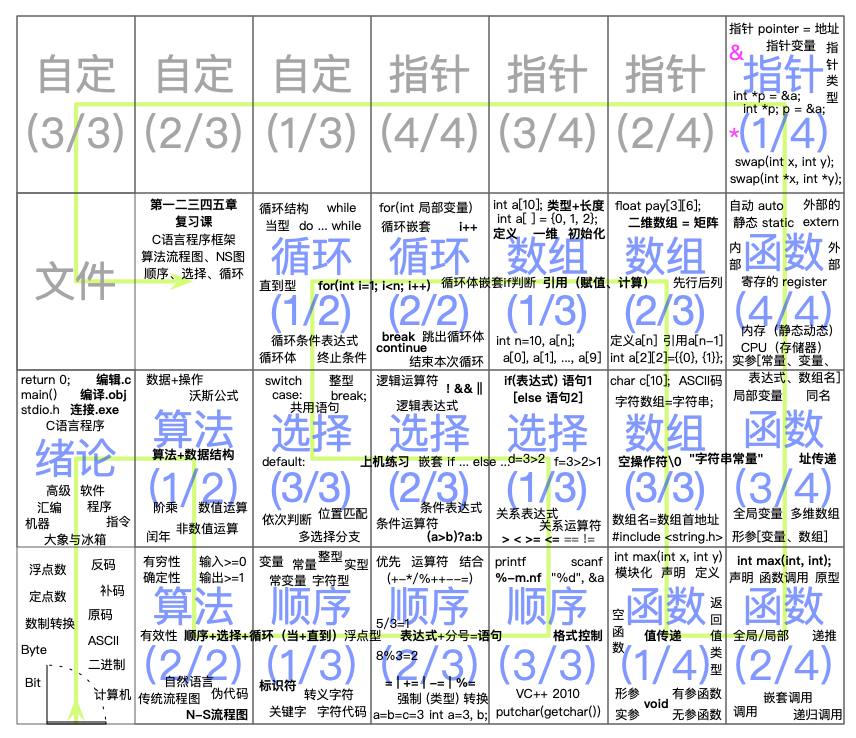 自定
(3/3)
自定
(2/3)
自定
(1/3)
指针
(4/4)
指针
(3/4)
指针
(2/4)
指针 pointer = 地址
指针变量
指针类型
&
指针
int *p = &a;
int *p; p = &a;
*
(1/4)
swap(int x, int y);
swap(int *x, int *y);
文件
第一二三四五章
复习课
C语言程序框架
算法流程图、NS图
顺序、选择、循环
循环结构 while
当型 do ... while
循环
直到型 for(int i=1; i<n; i++)
(1/2)
循环条件表达式
循环体 终止条件
for(int 局部变量)
循环嵌套 i++
循环
循环体嵌套if判断
(2/2)
break 跳出循环体
continue
结束本次循环
int a[10]; 类型+长度
int a[ ] = {0, 1, 2};
定义 一维 初始化
数组
引用（赋值、计算）
(1/3)
int n=10, a[n];
a[0], a[1], ..., a[9]
float pay[3][6];
二维数组 = 矩阵
数组
先行后列
(2/3)
定义a[n] 引用a[n-1]
int a[2][2]={{0}, {1}};
自动 auto 外部的
静态 static extern
内部
函数
外部
寄存的 register
(4/4)
内存（静态动态）
CPU（存储器）
实参[常量、变量、
return 0; 编辑.c
main() 编译.obj
stdio.h 连接.exe
C语言程序
绪论
高级 软件
汇编 程序
机器 指令
大象与冰箱
数据+操作
沃斯公式
算法
算法+数据结构
(1/2)
阶乘 数值运算
闰年 非数值运算
switch 整型
case: break;
共用语句
选择
default:
(3/3)
依次判断 位置匹配
多选择分支
逻辑运算符 ! && ||
逻辑表达式
选择
上机练习 嵌套 if ... else ...
(2/3)
条件表达式
条件运算符
(a>b)?a:b
if(表达式) 语句1
[else 语句2]
选择
d=3>2 f=3>2>1
(1/3)
关系表达式
关系运算符
> < >= <= == !=
char c[10]; ASCII码
字符数组=字符串;
数组
空操作符\0 "字符串常量"
(3/3)
数组名=数组首地址
#include <string.h>
表达式、数组名]
局部变量 同名
函数
址传递
(3/4)
全局变量 多维数组
形参[变量、数组]
浮点数 反码
定点数 补码
数制转换 原码
Byte ASCII
二进制
Bit 计算机
有穷性 输入>=0
确定性 输出>=1
算法
有效性 顺序+选择+循环（当+直到）
(2/2)
自然语言
传统流程图 伪代码
N-S流程图
变量 常量 整型 实型
常变量 字符型
顺序
浮点型
(1/3)
标识符
转义字符
关键字 字符代码
优先 运算符 结合
(+-*/%++--=)
顺序
5/3=1
表达式+分号=语句
8%3=2
(2/3)
= | += | -= | %=
强制 (类型) 转换
a=b=c=3 int a=3, b;
printf scanf
%-m.nf "%d", &a
顺序
格式控制
(3/3)
VC++ 2010
putchar(getchar())
int max(int x, int y)
模块化 声明 定义
空函数
函数
返回值类型
值传递
(1/4)
形参 void 有参函数
实参 无参函数
int max(int, int);
声明 函数调用 原型
函数
全局/局部 递推
(2/4)
嵌套调用
调用 递归调用